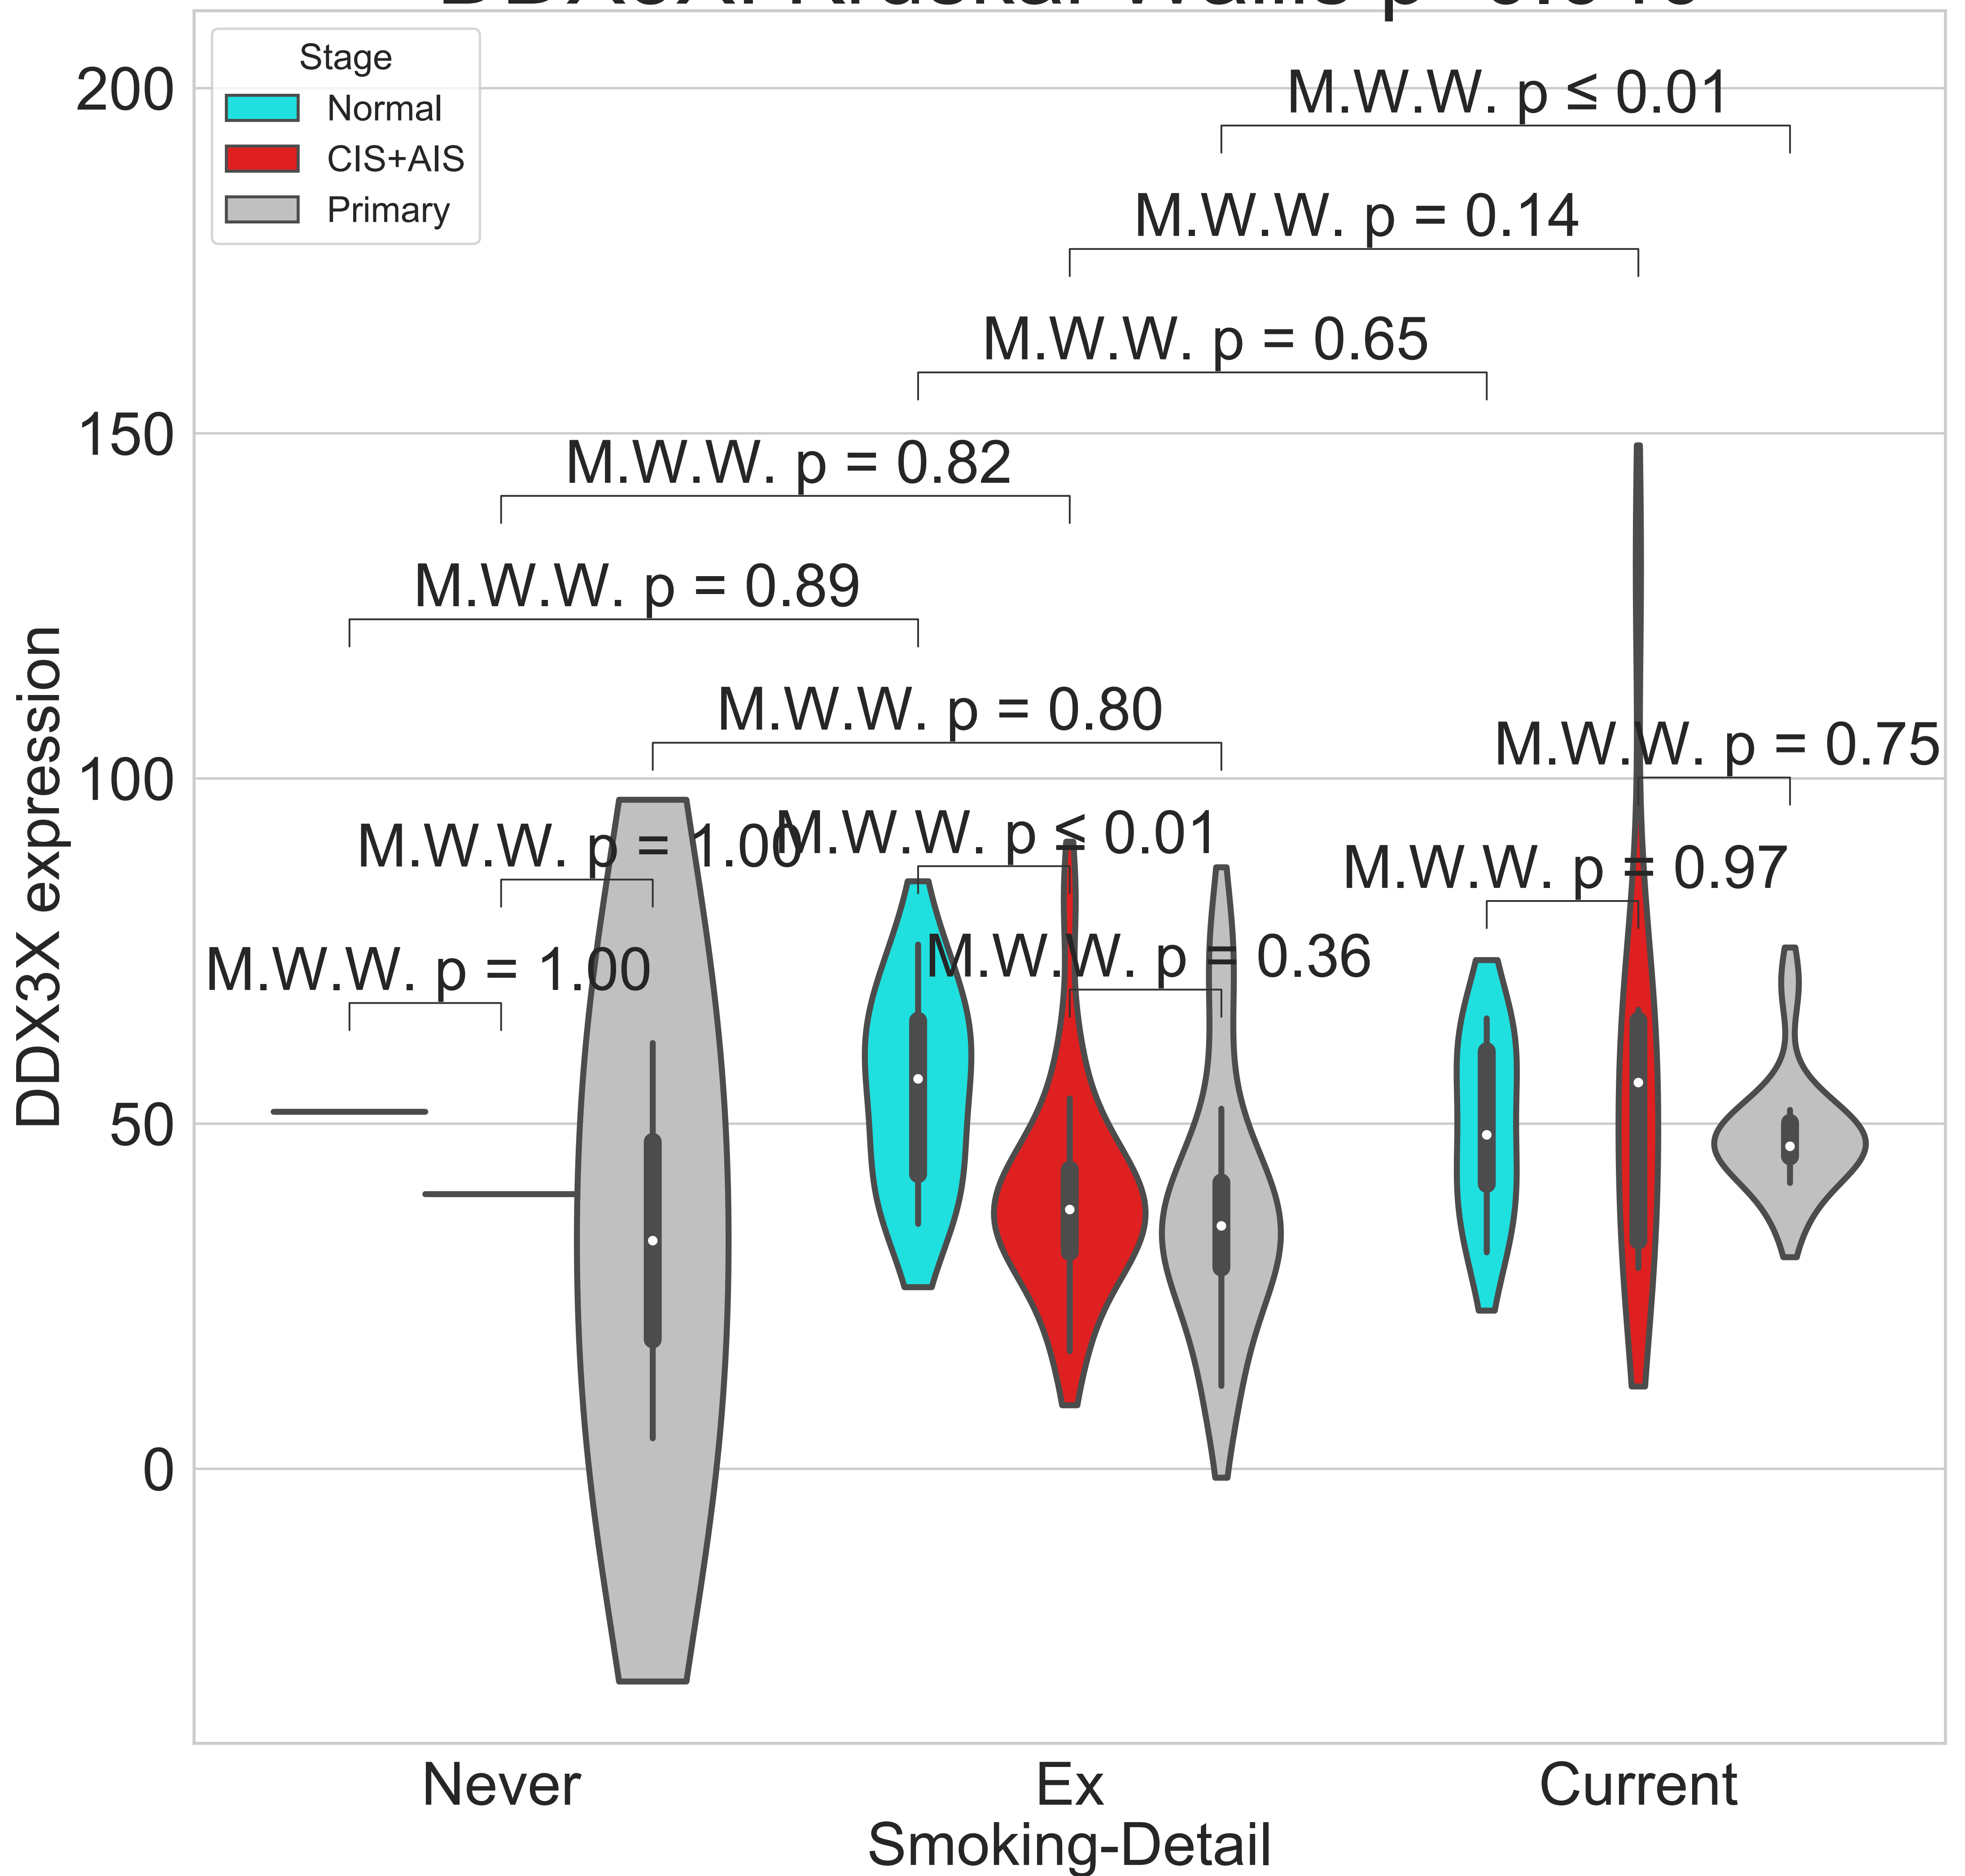 Stage
Normal
CIS+AIS
Primary
200
150
100
50
0
DDX3X expression
M.W.W. p ≤ 0.01
M.W.W. p = 0.14
M.W.W. p = 0.65
M.W.W. p = 0.82
M.W.W. p = 0.89
M.W.W. p = 0.80
M.W.W. p = 0.75
M.W.W. p = 1.00
M.W.W. p ≤ 0.01
M.W.W. p = 0.97
M.W.W. p = 1.00
M.W.W. p = 0.36
Never
Ex
Current
Smoking-Detail